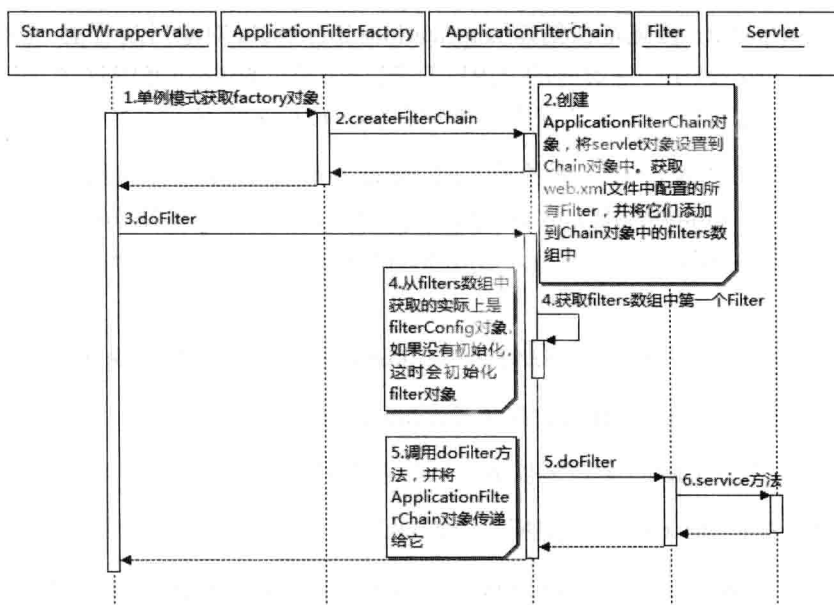 StandardWrapperValve
ApplicationFilterFactory
ApplicationFilterChain
Filter
Servlet
1.单例模式获取factory对象
2.createFilterChain
2.创建
ApplicationFilterChain对
象，将servlet对象设置到
Chain对象中。获取
web.xml文件中配置的所
有Filter，并将它们添加
到Chain对象中的filters数
组中
3.doFilter
4.从filters数组中
获取的实际上是
filterConfig对象，
如果没有初始化，
这时会初始化
filter对象
4.获取filters数组中第一个Filter
5.调用doFilter方
法，并将
ApplicationFilte
rChain对象传递
给它
5.doFilter
6.service方法